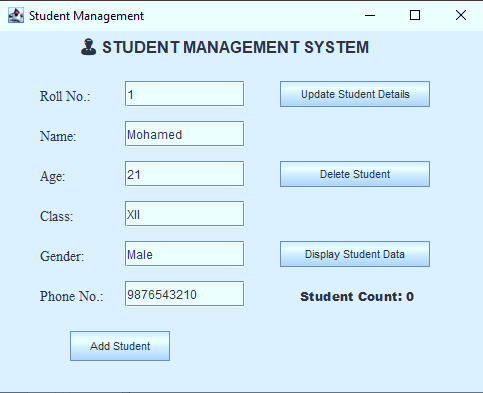 Student Management
STUDENT MANAGEMENT SYSTEM
Roll No.: 1 Update Student Details
Name: Mohamed
Age: 21 Delete Student
Class: XII
Gender: Male Display Student Data
Phone No.: 9876543210 Student Count: 0
Add Student